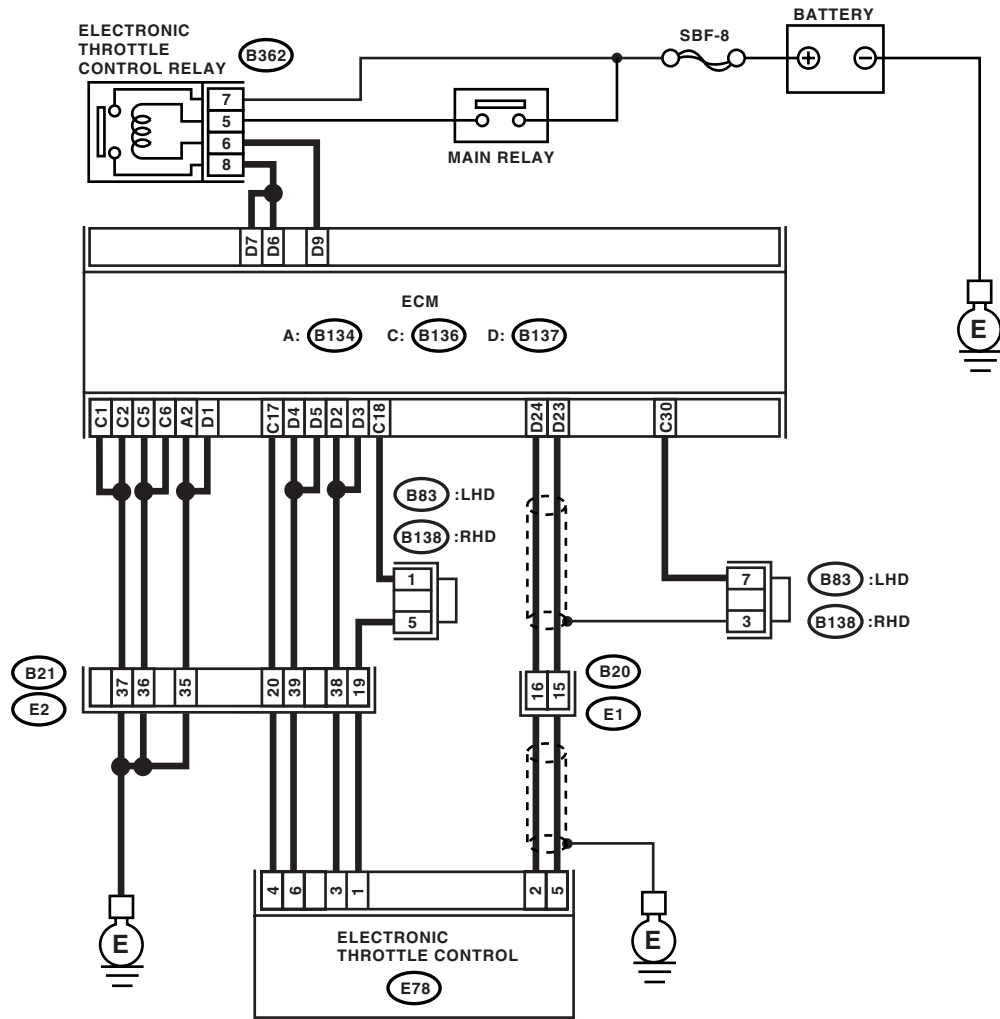 BATTERY
SBF-8
ELECTRONIC
THROTTLE
CONTROL RELAY
B362
7
5
6
8
MAIN RELAY
E
D7 D6 D9
ECM
A: B134 C: B136 D: B137
C1 C2 C5 C6 A2 D1 C17 D4 D5 D2 D3 C18 D24 D23 C30
B83 :LHD
B138 :RHD
1
5
7
3
B83 :LHD
B138 :RHD
B21
E2
37 36 35 20 39 38 19
16 15
B20
E1
4 6 3 1 2 5
E
E
ELECTRONIC
THROTTLE CONTROL
E78